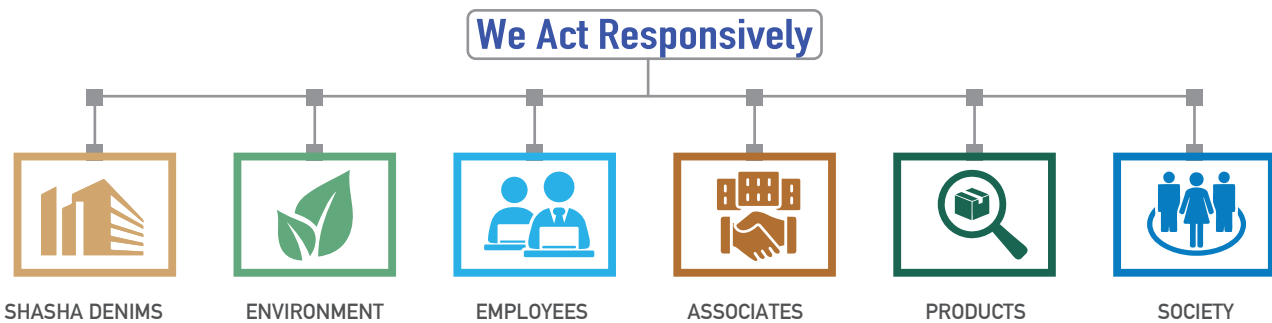 We Act Responsively
SHASHA DENIMS
ENVIRONMENT
EMPLOYEES
ASSOCIATES
PRODUCTS
SOCIETY